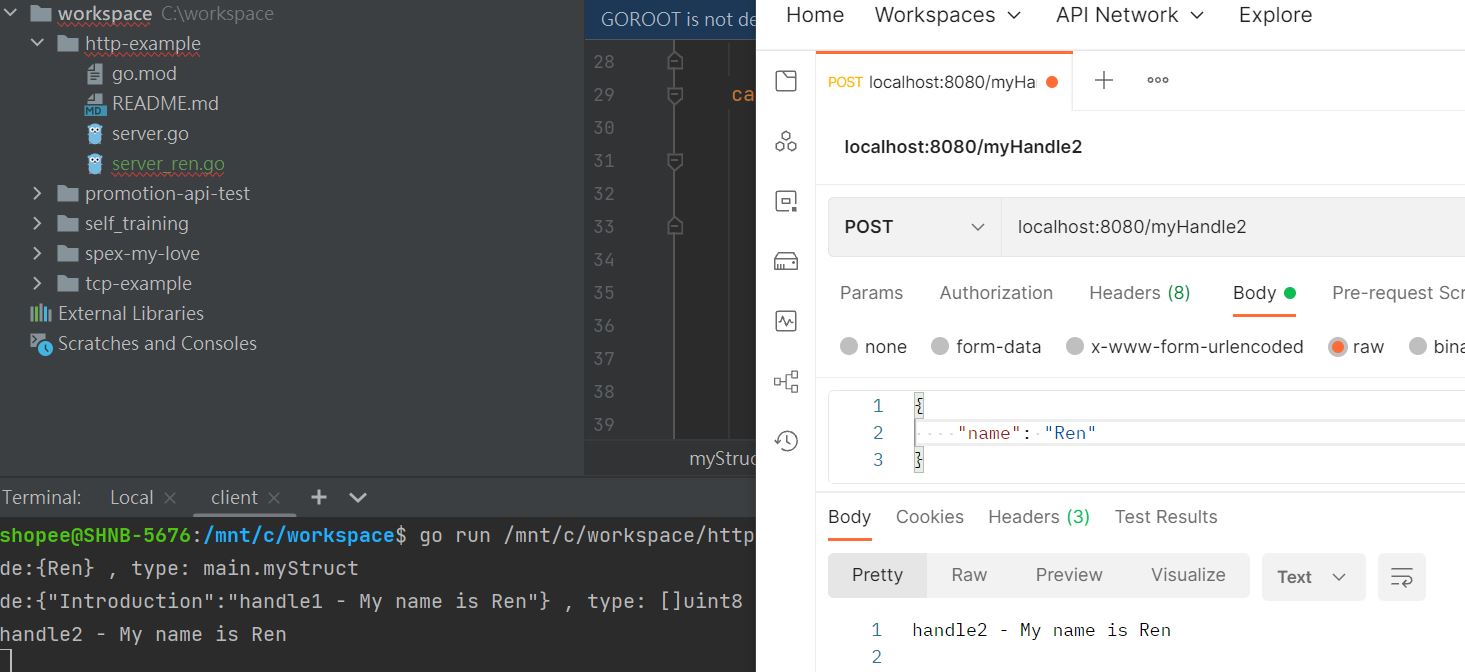 workspace C:\workspace
http-example
go.mod
README.md
server.go
server_ren.go
promotion-api-test
self_training
spex-my-love
tcp-example
External Libraries
Scratches and Consoles
GOROOT is not de
28
29 ca
30
31
32
33
34
35
36
37
38
39
myStruc
Terminal: Local client
shopee@SHNB-5676:/mnt/c/workspace$ go run /mnt/c/workspace/http
de:{Ren} , type: main.myStruct
de:{"Introduction":"handle1 - My name is Ren"} , type: []uint8
handle2 - My name is Ren
Home Workspaces API Network Explore
POST localhost:8080/myHa
localhost:8080/myHandle2
POST localhost:8080/myHandle2
Params Authorization Headers (8) Body Pre-request Scr
none form-data x-www-form-urlencoded raw bina
1 {
2 "name": "Ren"
3 }
Body Cookies Headers (3) Test Results
Pretty Raw Preview Visualize Text
1 handle2 - My name is Ren
2